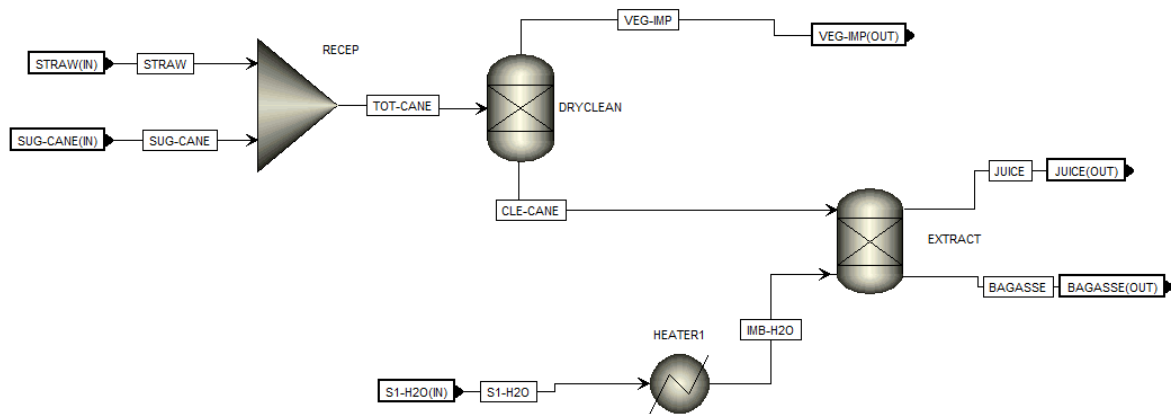 VEG-IMP
VEG-IMP(OUT)
RECEP
STRAW(IN)
STRAW
TOT-CANE
DRYCLEAN
SUG-CANE(IN)
SUG-CANE
JUICE
JUICE(OUT)
CLE-CANE
EXTRACT
BAGASSE
BAGASSE(OUT)
HEATER1
IMB-H2O
S1-H2O(IN)
S1-H2O